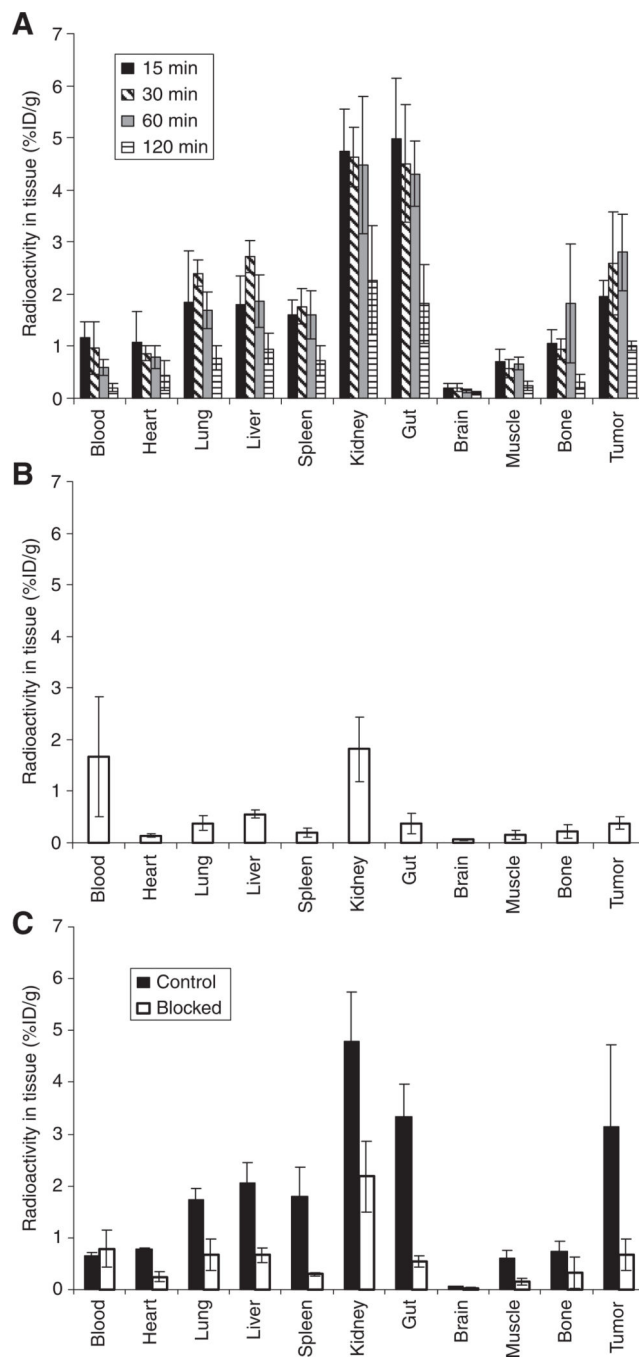 A
Radioactivity in tissue (%ID/g)
7
6
5
4
3
2
1
0
15 min
30 min
60 min
120 min
Blood
Heart
Lung
Liver
Spleen
Kidney
Gut
Brain
Muscle
Bone
Tumor
B
Radioactivity in tissue (%ID/g)
7
6
5
4
3
2
1
0
Blood
Heart
Lung
Liver
Spleen
Kidney
Gut
Brain
Muscle
Bone
Tumor
C
Radioactivity in tissue (%ID/g)
7
6
5
4
3
2
1
0
Control
Blocked
Blood
Heart
Lung
Liver
Spleen
Kidney
Gut
Brain
Muscle
Bone
Tumor